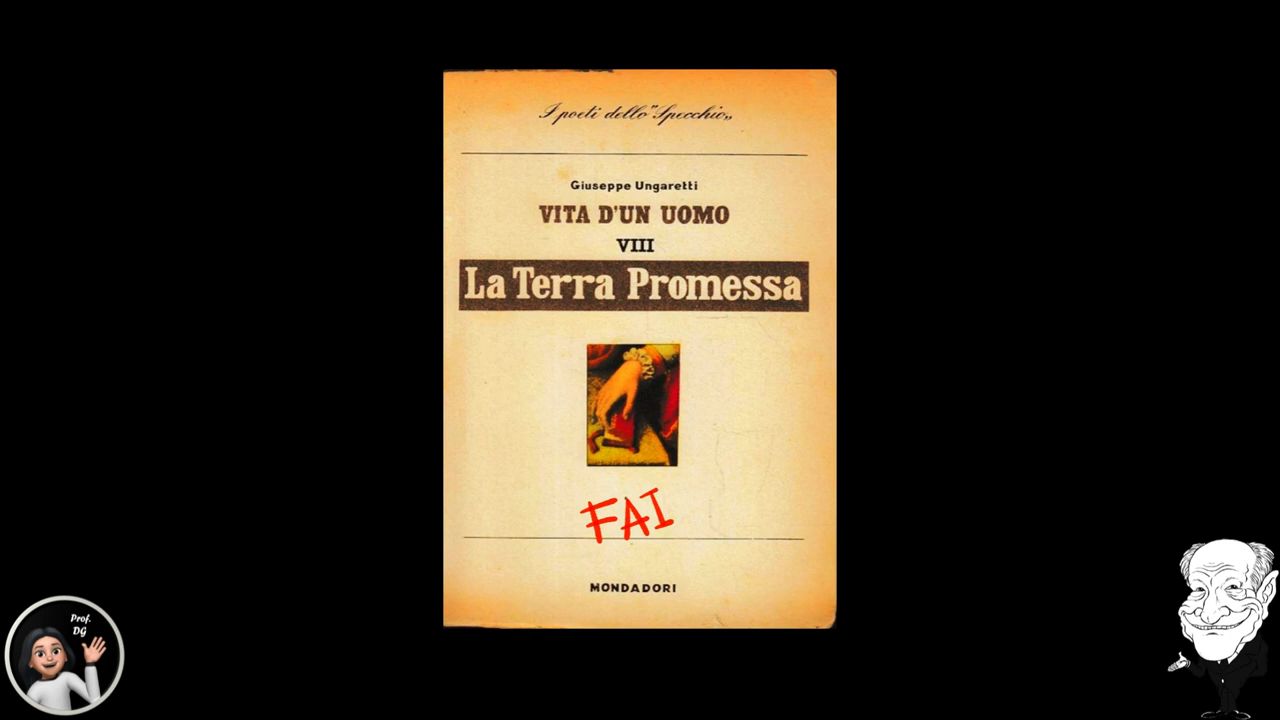 I poeti dello "Specchio„
Giuseppe Ungaretti
VITA D'UN UOMO
VIII
La Terra Promessa
FAI
MONDADORI
Prof.
DG